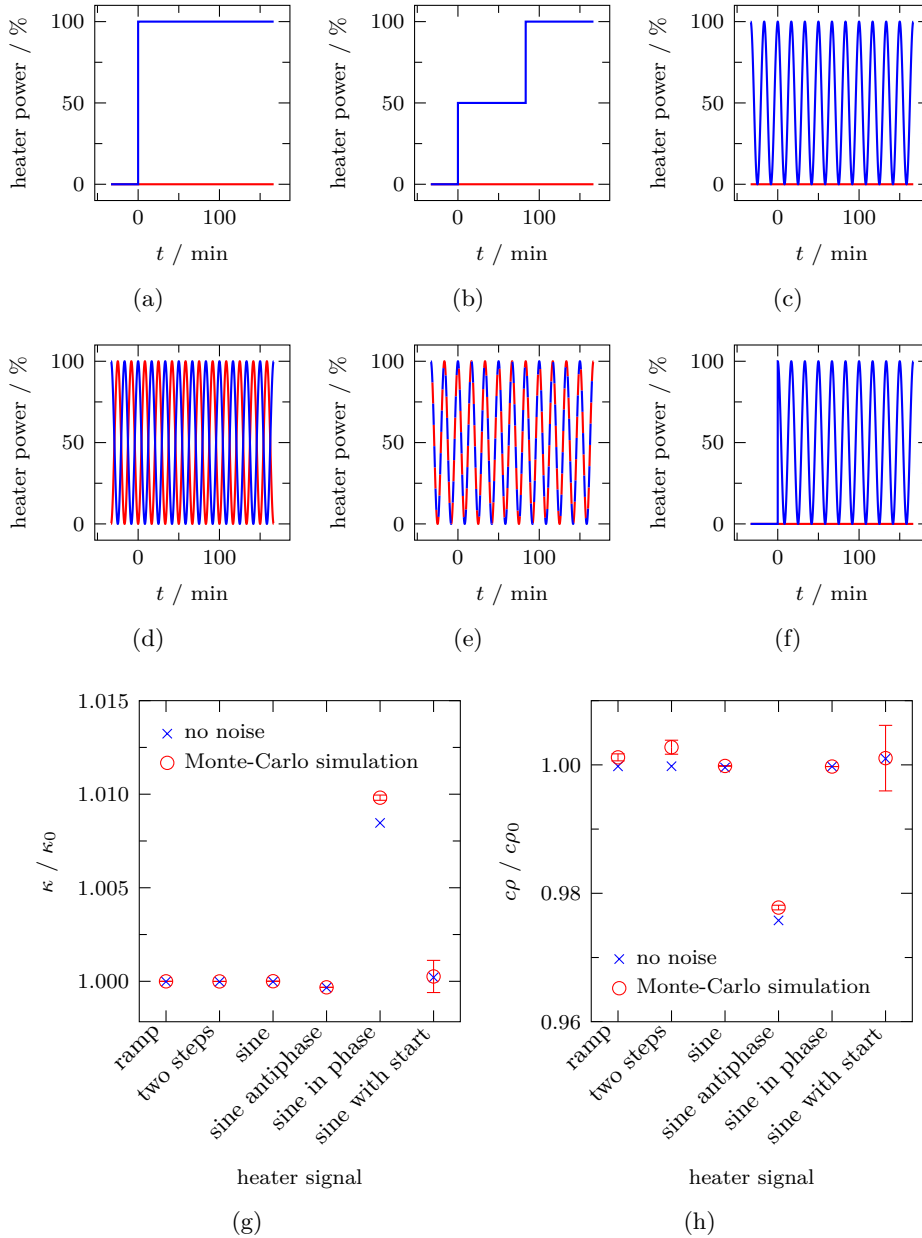 heater power / %
100
50
0
0
100
t / min
(a)
heater power / %
100
50
0
0
100
t / min
(b)
heater power / %
100
50
0
0
100
t / min
(c)
heater power / %
100
50
0
0
100
t / min
(d)
heater power / %
100
50
0
0
100
t / min
(e)
heater power / %
100
50
0
0
100
t / min
(f)
κ / κ0
1.015
1.010
1.005
1.000
no noise
Monte-Carlo simulation
ramp
two steps
sine
sine antiphase
sine in phase
sine with start
heater signal
(g)
cρ / cρ0
1.00
0.98
0.96
no noise
Monte-Carlo simulation
ramp
two steps
sine
sine antiphase
sine in phase
sine with start
heater signal
(h)